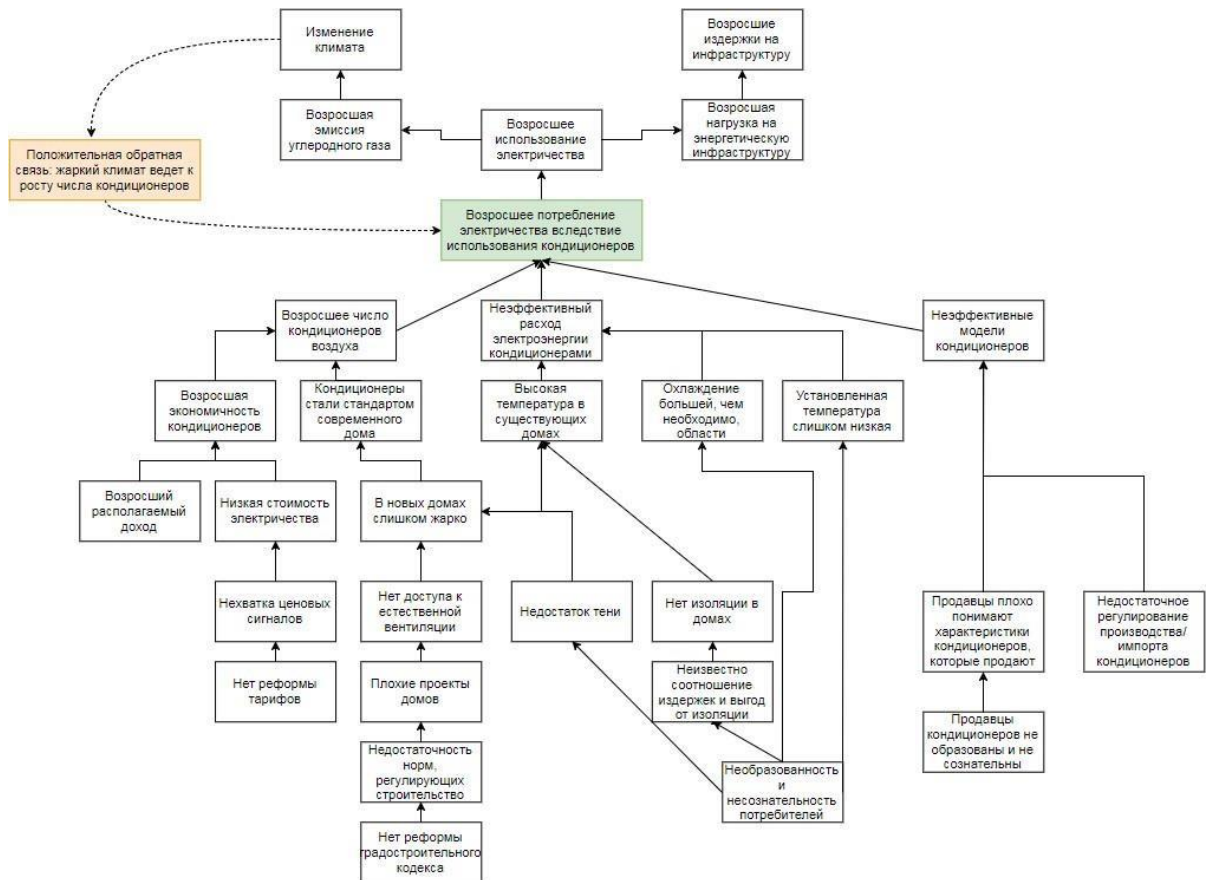 Изменение
климата
Возросшие
издержки на
инфраструктуру
Возросшая
эмиссия
углеродного газа
Возросшее
использование
электричества
Возросшая
нагрузка на
энергетическую
инфраструктуру
Положительная обратная
связь: жаркий климат ведет к
росту числа кондиционеров
Возросшее потребление
электричества вследствие
использования кондиционеров
Возросшее число
кондиционеров
воздуха
Неэффективный
расход
электроэнергии
кондиционерами
Неэффективные
модели
кондиционеров
Возросшая
экономичность
кондиционеров
Кондиционеры
стали стандартом
современного
дома
Высокая
температура в
существующих
домах
Охлаждение
большей, чем
необходимо,
области
Установленная
температура
слишком низкая
Возросший
располагаемый
доход
Низкая стоимость
электричества
В новых домах
слишком жарко
Нехватка ценовых
сигналов
Нет доступа к
естественной
вентиляции
Недостаток тени
Нет изоляции в
домах
Продавцы плохо
понимают
характеристики
кондиционеров,
которые продают
Недостаточное
регулирование
производства/
импорта
кондиционеров
Нет реформы
тарифов
Плохие проекты
домов
Неизвестно
соотношение
издержек и выгод
от изоляции
Продавцы
кондиционеров не
образованы и не
сознательны
Недостаточность
норм,
регулирующих
строительство
Необразованность
и
несознательность
потребителей
Нет реформы
градостроительного
кодекса